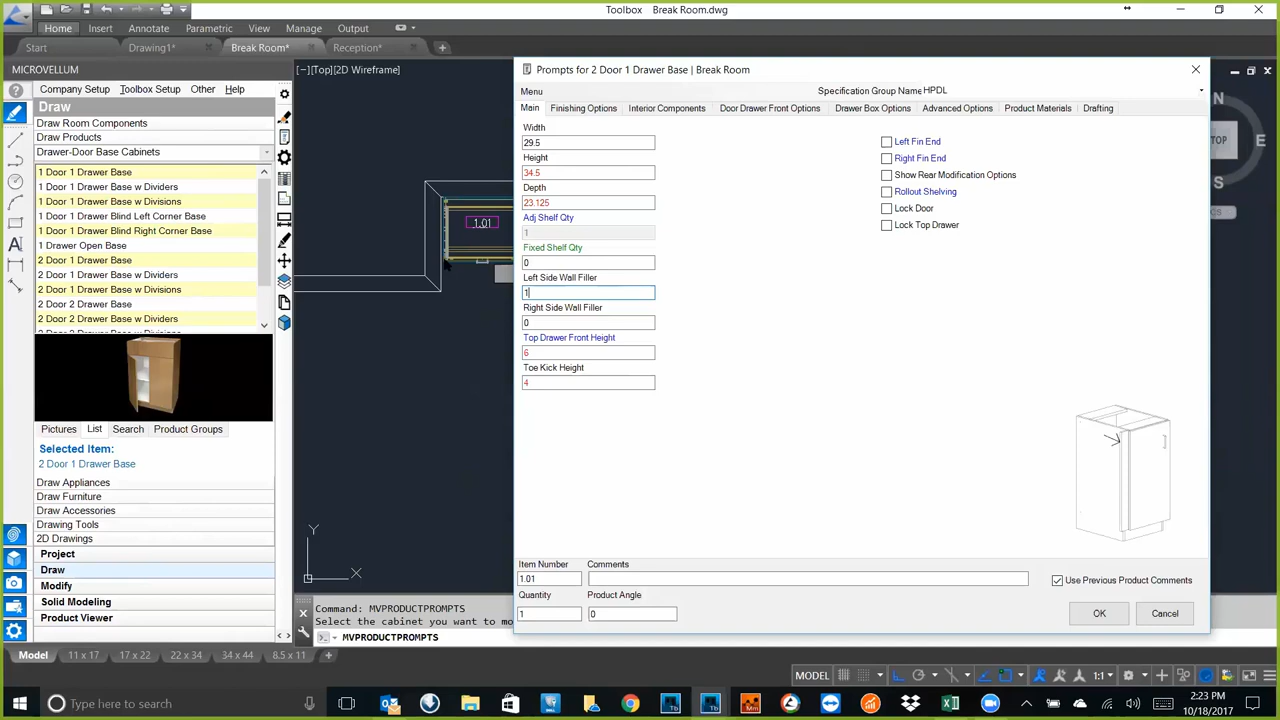 Toolbox Break Room.dwg
Home Insert Annotate Parametric View Manage Output
Start Drawing1* Break Room* Reception*
MICROVELLUM
[−][Top][2D Wireframe]
Company Setup Toolbox Setup Other Help
Draw
Draw Room Components
Draw Products
Drawer-Door Base Cabinets
1 Door 1 Drawer Base
1 Door 1 Drawer Base w Dividers
1 Door 1 Drawer Base w Divisions
1 Door 1 Drawer Blind Left Corner Base
1 Door 1 Drawer Blind Right Corner Base
1 Drawer Open Base
2 Door 1 Drawer Base
2 Door 1 Drawer Base w Dividers
2 Door 1 Drawer Base w Divisions
2 Door 2 Drawer Base
2 Door 2 Drawer Base w Dividers
2 Door 2 Drawer Base w Divisions
Pictures List Search Product Groups
Selected Item:
2 Door 1 Drawer Base
Draw Appliances
Draw Furniture
Draw Accessories
Drawing Tools
2D Drawings
Project
Draw
Modify
Solid Modeling
Product Viewer
1.01
Y
X
Prompts for 2 Door 1 Drawer Base | Break Room
Menu
Specification Group Name HPDL
Main Finishing Options Interior Components Door Drawer Front Options Drawer Box Options Advanced Options Product Materials Drafting
Width
29.5
Height
34.5
Depth
23.125
Adj Shelf Qty
1
Fixed Shelf Qty
0
Left Side Wall Filler
1
Right Side Wall Filler
0
Top Drawer Front Height
6
Toe Kick Height
4
Left Fin End
Right Fin End
Show Rear Modification Options
Rollout Shelving
Lock Door
Lock Top Drawer
Item Number Comments
1.01
Use Previous Product Comments
Quantity Product Angle
1 0
OK Cancel
N
TOP
E
S
Command: MVPRODUCTPROMPTS
Select the cabinet you want to mo
MVPRODUCTPROMPTS
Model 11 x 17 17 x 22 22 x 34 34 x 44 8.5 x 11
MODEL 1:1
Type here to search
2:23 PM
10/18/2017